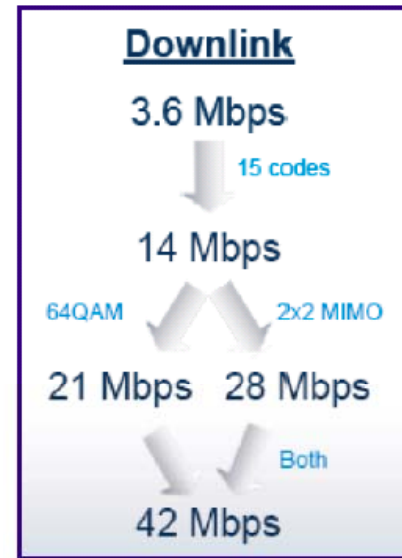 Downlink
3.6 Mbps
15 codes
14 Mbps
64QAM 2x2 MIMO
21 Mbps 28 Mbps
Both
42 Mbps